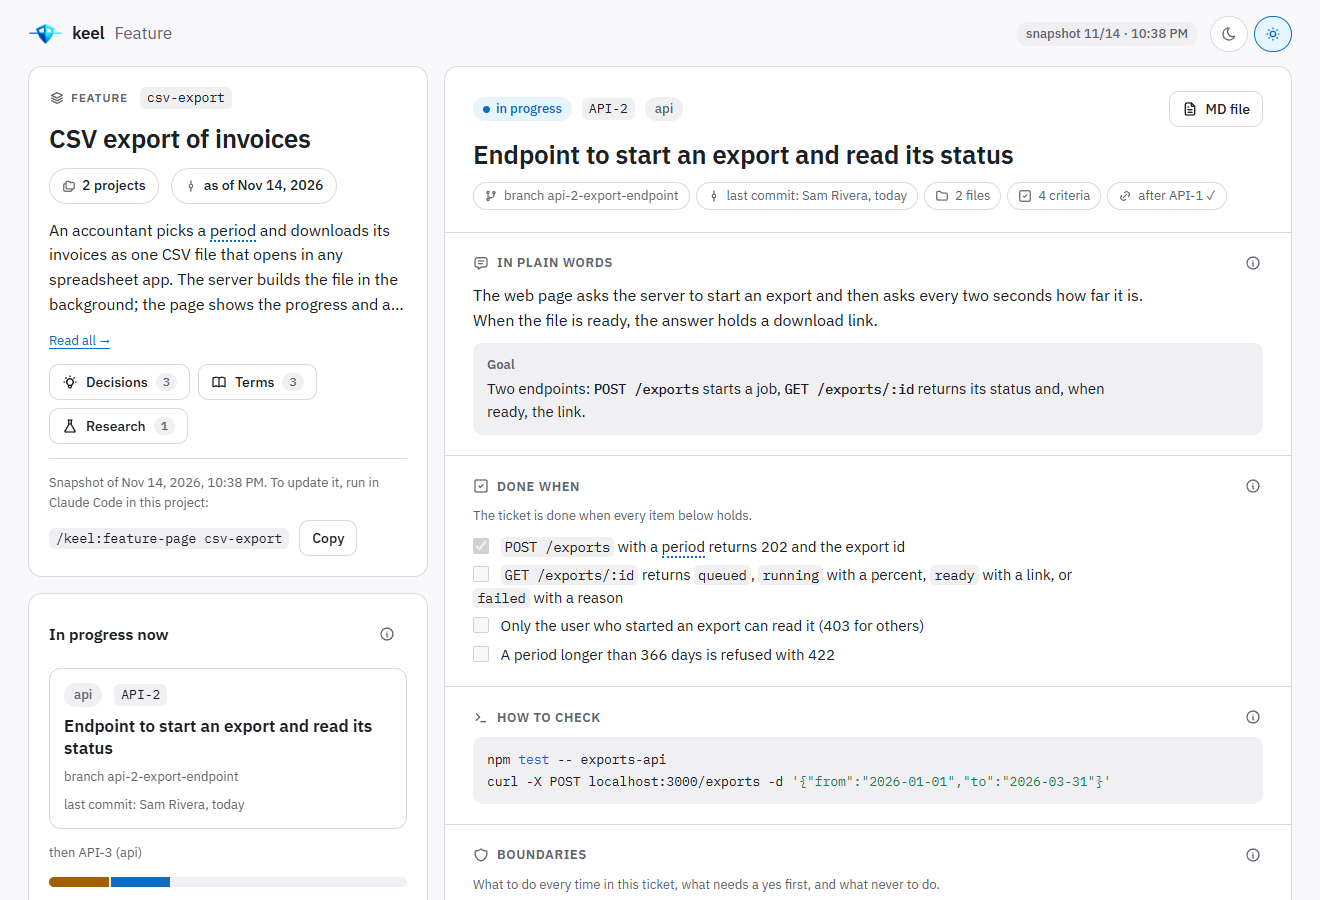 keel Feature
snapshot 11/14 · 10:38 PM
FEATURE csv-export
CSV export of invoices
2 projects
as of Nov 14, 2026
An accountant picks a period and downloads its
invoices as one CSV file that opens in any
spreadsheet app. The server builds the file in the
background; the page shows the progress and a…
Read all →
Decisions 3
Terms 3
Research 1
Snapshot of Nov 14, 2026, 10:38 PM. To update it, run in
Claude Code in this project:
/keel:feature-page csv-export
Copy
In progress now
api API-2
Endpoint to start an export and read its
status
branch api-2-export-endpoint
last commit: Sam Rivera, today
then API-3 (api)
in progress API-2 api
MD file
Endpoint to start an export and read its status
branch api-2-export-endpoint
last commit: Sam Rivera, today
2 files
4 criteria
after API-1 ✓
IN PLAIN WORDS
The web page asks the server to start an export and then asks every two seconds how far it is.
When the file is ready, the answer holds a download link.
Goal
Two endpoints: POST /exports starts a job, GET /exports/:id returns its status and, when
ready, the link.
DONE WHEN
The ticket is done when every item below holds.
POST /exports with a period returns 202 and the export id
GET /exports/:id returns queued, running with a percent, ready with a link, or
failed with a reason
Only the user who started an export can read it (403 for others)
A period longer than 366 days is refused with 422
HOW TO CHECK
npm test -- exports-api
curl -X POST localhost:3000/exports -d '{"from":"2026-01-01","to":"2026-03-31"}'
BOUNDARIES
What to do every time in this ticket, what needs a yes first, and what never to do.